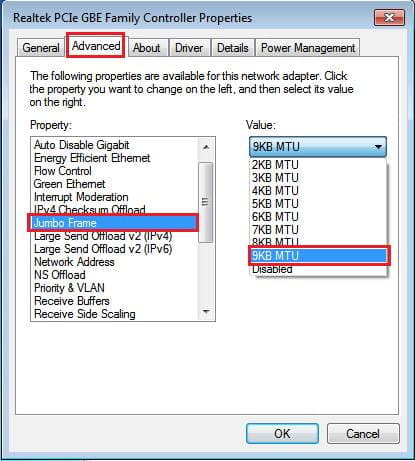 Realtek PCIe GBE Family Controller Properties
General Advanced About Driver Details Power Management
The following properties are available for this network adapter. Click
the property you want to change on the left, and then select its value
on the right.
Property:
Auto Disable Gigabit
Energy Efficient Ethernet
Flow Control
Green Ethernet
Interrupt Moderation
IPv4 Checksum Offload
Jumbo Frame
Large Send Offload v2 (IPv4)
Large Send Offload v2 (IPv6)
Network Address
NS Offload
Priority & VLAN
Receive Buffers
Receive Side Scaling
Value:
9KB MTU
2KB MTU
3KB MTU
4KB MTU
5KB MTU
6KB MTU
7KB MTU
8KB MTU
9KB MTU
Disabled
OK Cancel